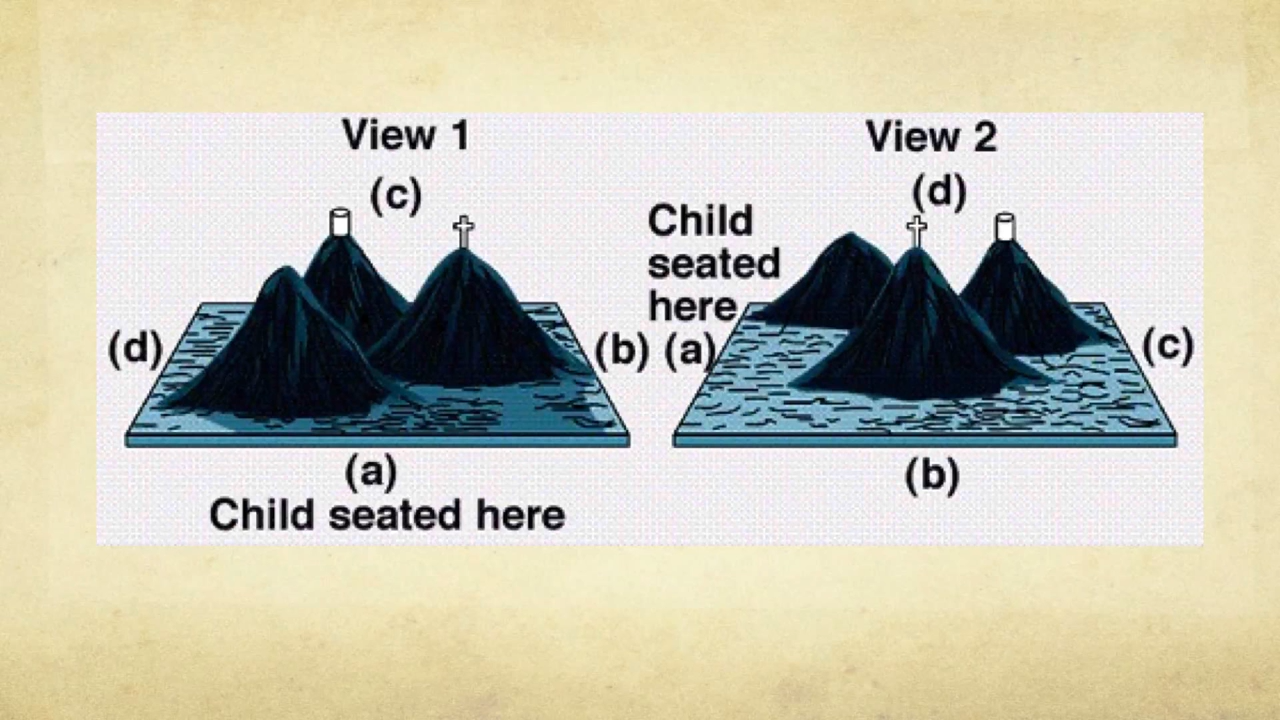 View 1
(c)
(d)
(b)
(a)
Child seated here
View 2
(d)
Child
seated
here
(a)
(c)
(b)